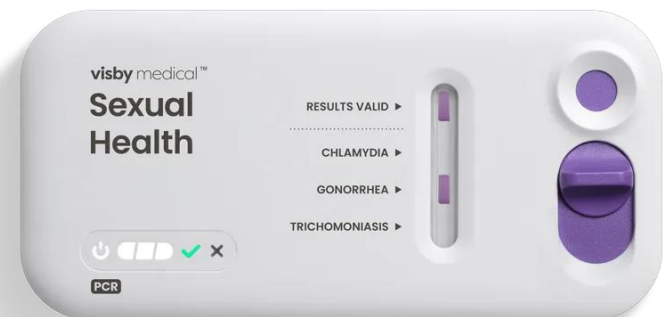 visby medical™
Sexual
Health
RESULTS VALID ▶
CHLAMYDIA ▶
GONORRHEA ▶
TRICHOMONIASIS ▶
PCR